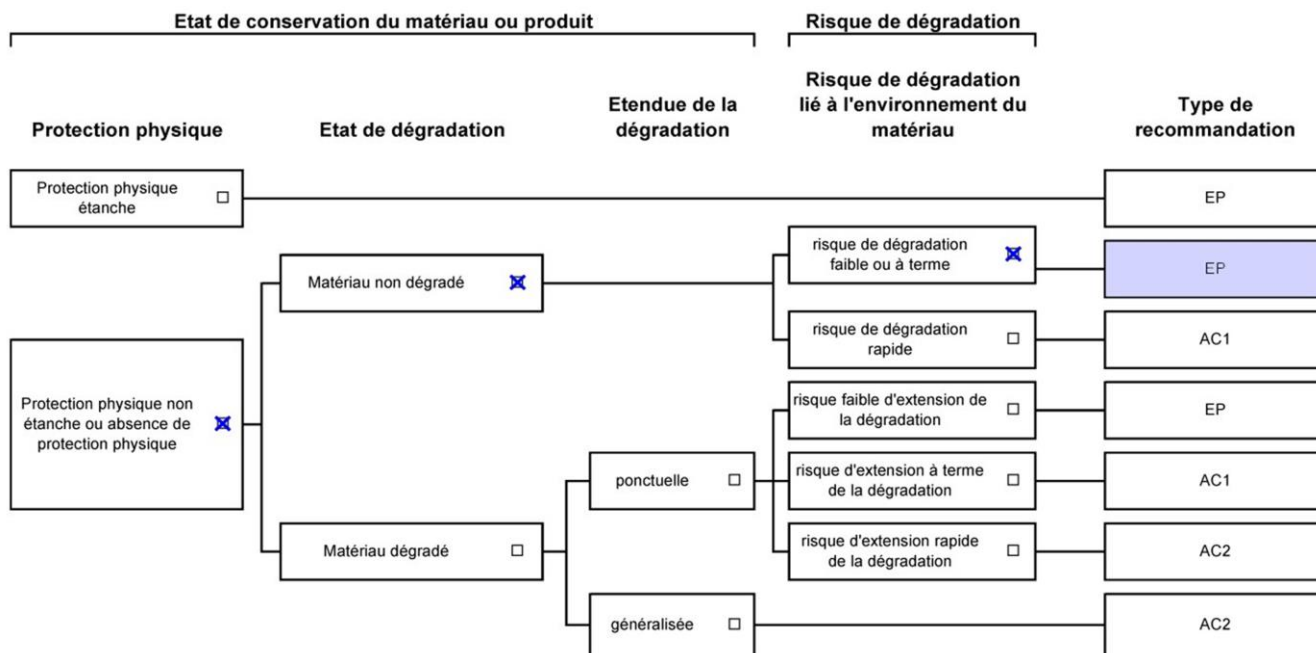 Etat de conservation du matériau ou produit
Risque de dégradation
Protection physique
Etat de dégradation
Etendue de la
dégradation
Risque de dégradation
lié à l'environnement du
matériau
Type de
recommandation
Protection physique
étanche
EP
risque de dégradation
faible ou à terme
EP
Matériau non dégradé
risque de dégradation
rapide
AC1
Protection physique non
étanche ou absence de
protection physique
risque faible d'extension de
la dégradation
EP
ponctuelle
risque d'extension à terme
de la dégradation
AC1
Matériau dégradé
risque d'extension rapide
de la dégradation
AC2
généralisée
AC2